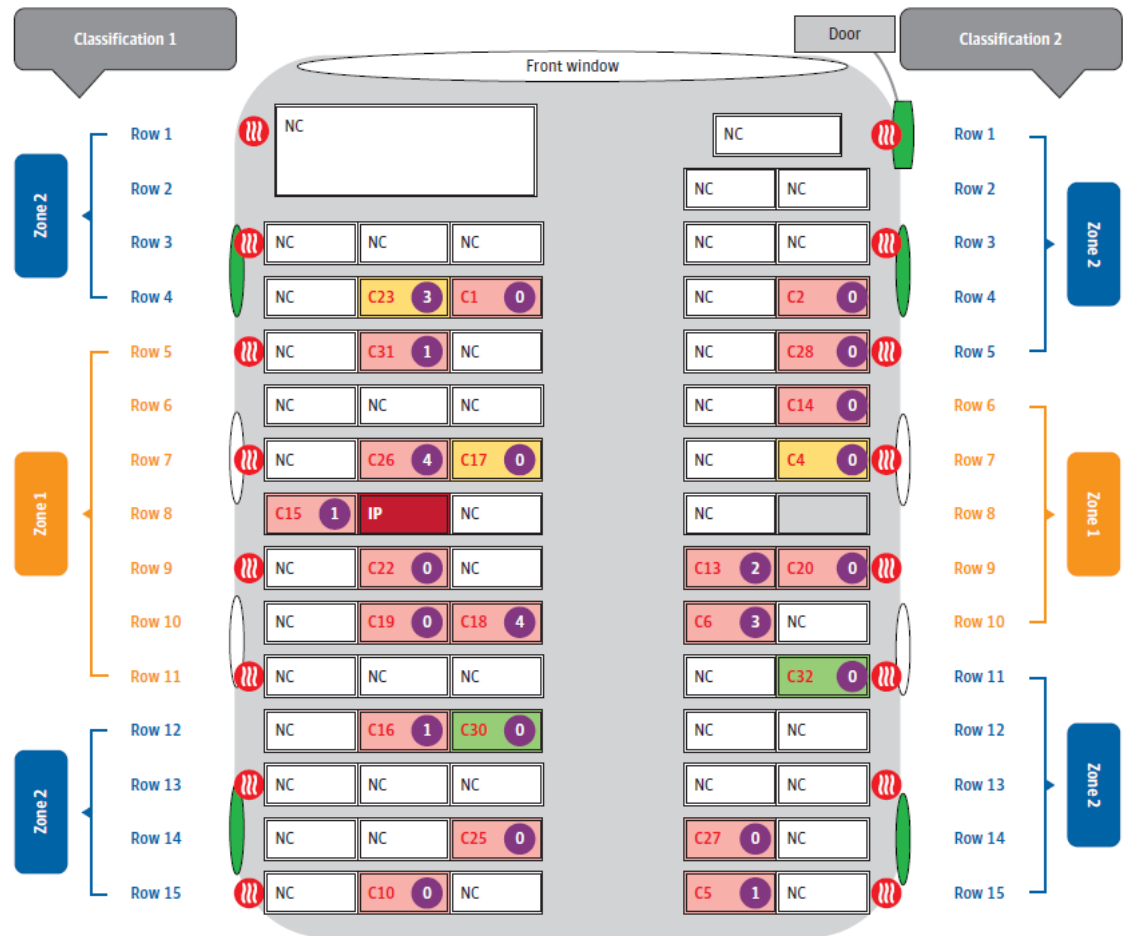 Classification 1
Door
Classification 2
Front window
Zone 2
Row 1 NC NC Row 1
Row 2 NC NC Row 2
Row 3 NC NC NC NC NC Row 3
Zone 2
Row 4 NC C23 3 C1 0 NC C2 0 Row 4
Row 5 NC C31 1 NC NC C28 0 Row 5
Row 6 NC NC NC NC C14 0 Row 6
Row 7 NC C26 4 C17 0 NC C4 0 Row 7
Zone 1
Row 8 C15 1 IP NC NC Row 8
Zone 1
Row 9 NC C22 0 NC C13 2 C20 0 Row 9
Row 10 NC C19 0 C18 4 C6 3 NC Row 10
Row 11 NC NC NC NC C32 0 Row 11
Row 12 NC C16 1 C30 0 NC NC Row 12
Row 13 NC NC NC NC NC Row 13
Zone 2
Zone 2
Row 14 NC NC C25 0 C27 0 NC Row 14
Row 15 NC C10 0 NC C5 1 NC Row 15